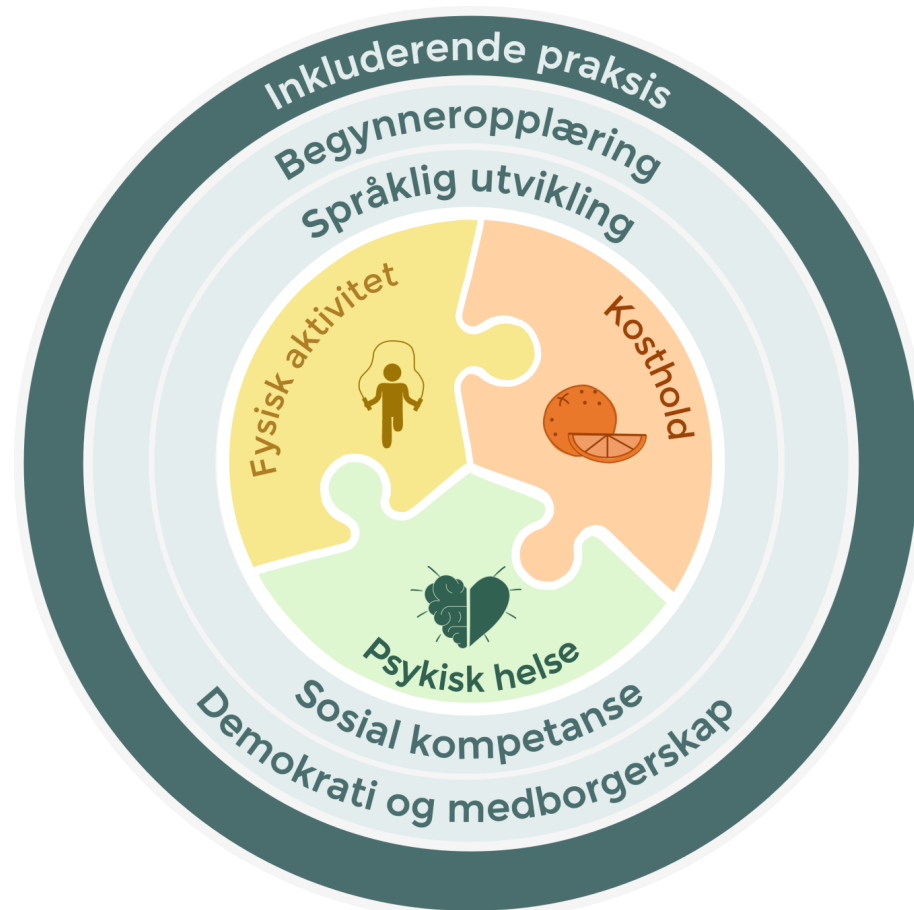 Inkluderende praksis
Begynneropplæring
Språklig utvikling
Fysisk aktivitet
Kosthold
Psykisk helse
Sosial kompetanse
Demokrati og medborgerskap